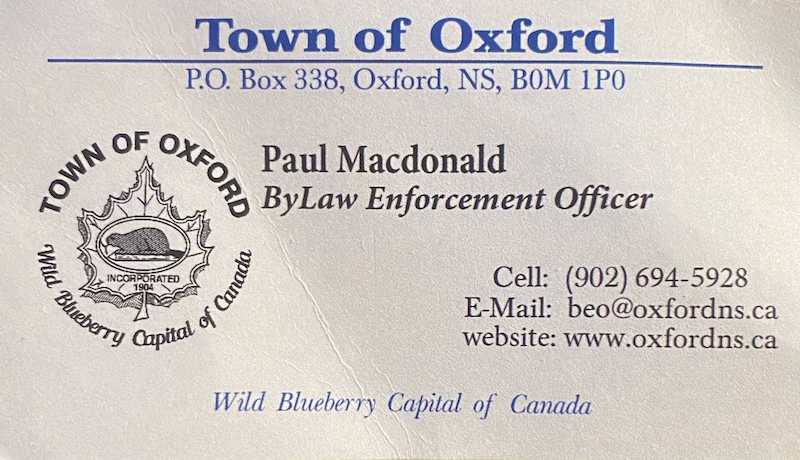 Town of Oxford
P.O. Box 338, Oxford, NS, B0M 1P0
TOWN OF OXFORD
INCORPORATED
1904
Wild Blueberry Capital of Canada
Paul Macdonald
ByLaw Enforcement Officer
Cell: (902) 694-5928
E-Mail: beo@oxfordns.ca
website: www.oxfordns.ca
Wild Blueberry Capital of Canada